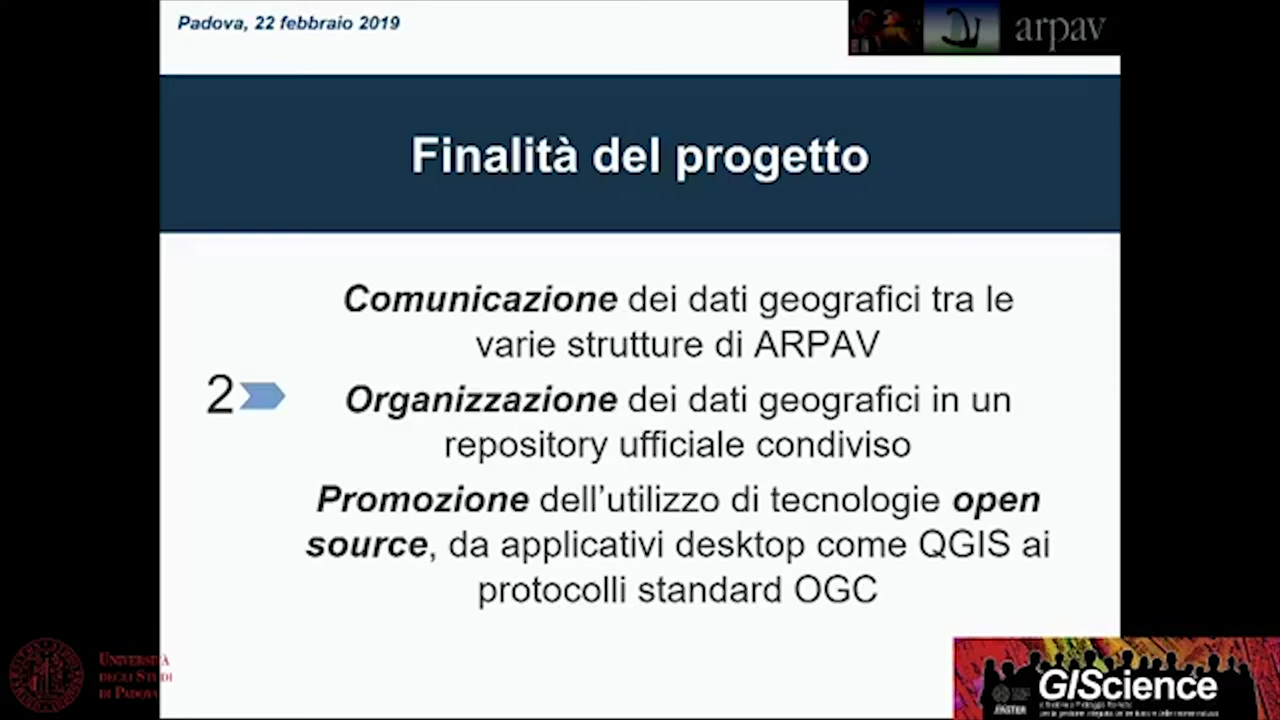 Padova, 22 febbraio 2019
arpav
Finalità del progetto
Comunicazione dei dati geografici tra le
varie strutture di ARPAV
2
Organizzazione dei dati geografici in un
repository ufficiale condiviso
Promozione dell’utilizzo di tecnologie open
source, da applicativi desktop come QGIS ai
protocolli standard OGC
UNIVERSITÀ
DEGLI STUDI
DI PADOVA
GIScience
MASTER